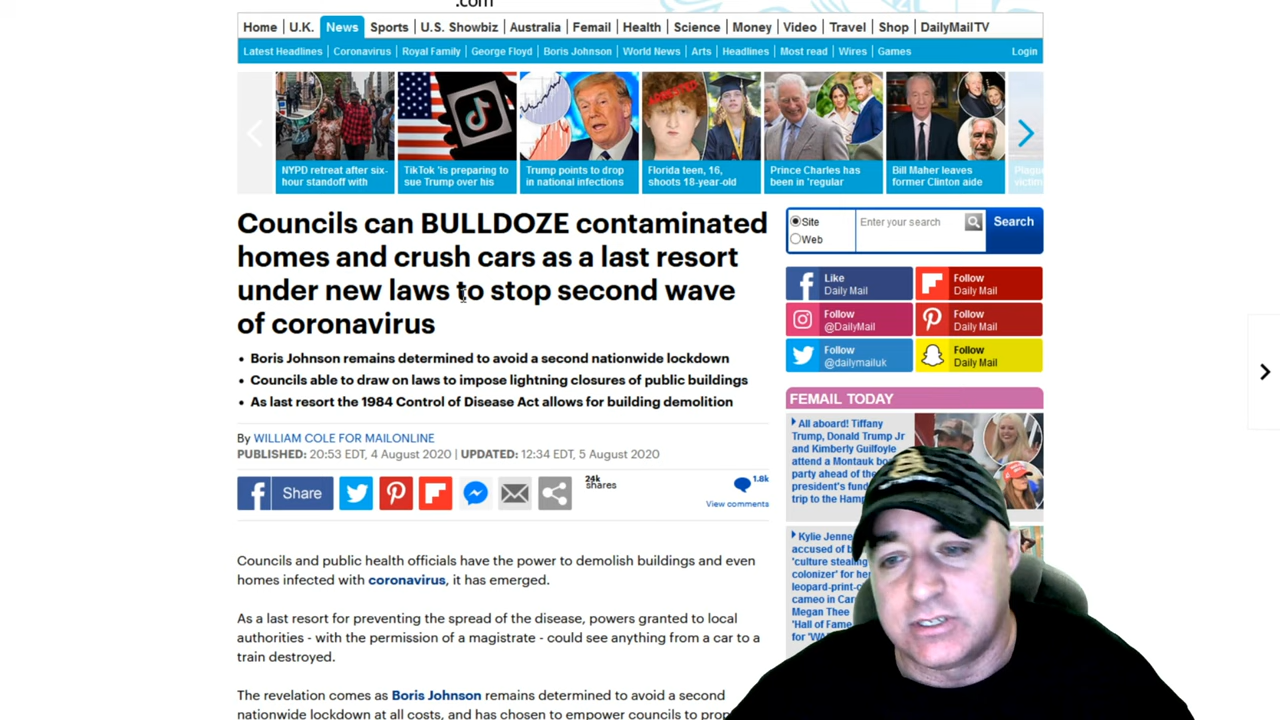 .com
Home U.K. News Sports U.S. Showbiz Australia Femail Health Science Money Video Travel Shop DailyMailTV
Latest Headlines Coronavirus Royal Family George Floyd Boris Johnson World News Arts Headlines Most read Wires Games Login
NYPD retreat after six-
hour standoff with
TikTok 'is preparing to
sue Trump over his
Trump points to drop
in national infections
Florida teen, 16,
shoots 18-year-old
Prince Charles has
been in 'regular
Bill Maher leaves
former Clinton aide
Councils can BULLDOZE contaminated
homes and crush cars as a last resort
under new laws to stop second wave
of coronavirus
• Boris Johnson remains determined to avoid a second nationwide lockdown
• Councils able to draw on laws to impose lightning closures of public buildings
• As last resort the 1984 Control of Disease Act allows for building demolition
By WILLIAM COLE FOR MAILONLINE
PUBLISHED: 20:53 EDT, 4 August 2020 | UPDATED: 12:34 EDT, 5 August 2020
Share
24k
shares
1.8k
View comments
Councils and public health officials have the power to demolish buildings and even
homes infected with coronavirus, it has emerged.
As a last resort for preventing the spread of the disease, powers granted to local
authorities - with the permission of a magistrate - could see anything from a car to a
train destroyed.
The revelation comes as Boris Johnson remains determined to avoid a second
nationwide lockdown at all costs, and has chosen to empower councils to
Site
Web
Enter your search
Search
Like
Daily Mail
Follow
Daily Mail
Follow
@DailyMail
Follow
Daily Mail
Follow
@dailymailuk
Follow
Daily Mail
FEMAIL TODAY
All aboard! Tiffany
Trump, Donald Trump Jr
and Kimberly Guilfoyle
attend a Montauk
party ahead of the
president's
trip to the
Kylie
accused of
'culture
colonizer' for
leopard-print
cameo in
Megan Thee
'Hall of
for